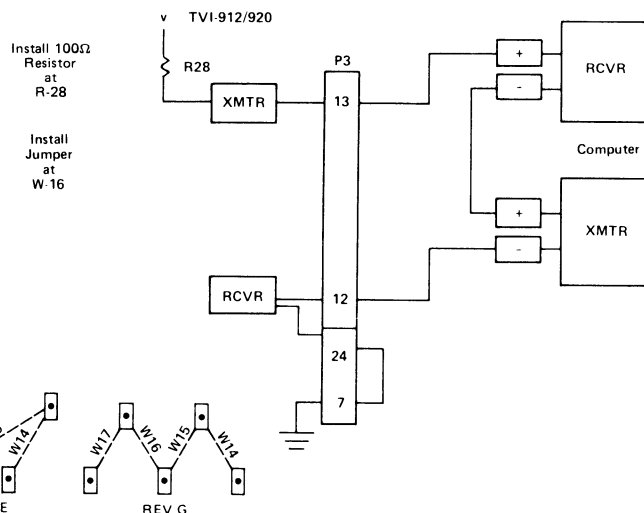 v TVI-912/920
Install 100Ω
Resistor
at
R-28
R28
XMTR
P3
13
+
-
RCVR
Install
Jumper
at
W-16
Computer
+
-
XMTR
RCVR
12
24
7
W14
W17
W16
W15
W14
E
REV G